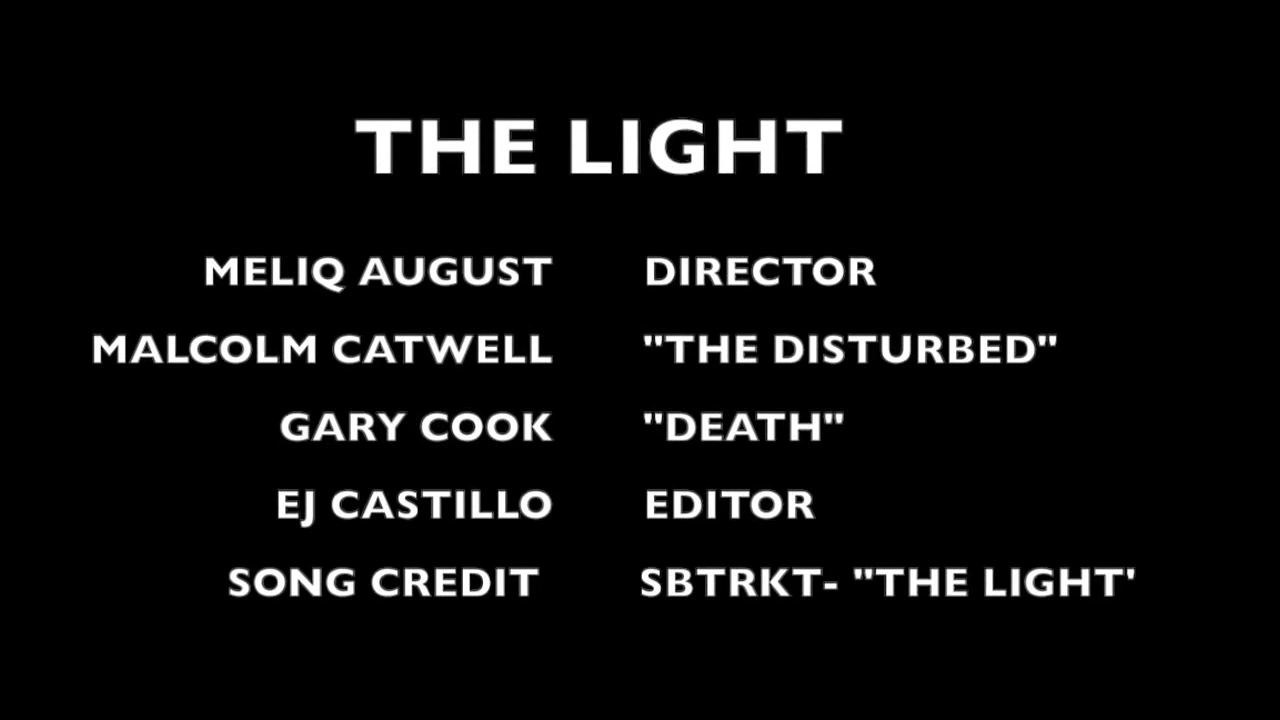 THE LIGHT
MELIQ AUGUST DIRECTOR
MALCOLM CATWELL "THE DISTURBED"
GARY COOK "DEATH"
EJ CASTILLO EDITOR
SONG CREDIT SBTRKT- "THE LIGHT'